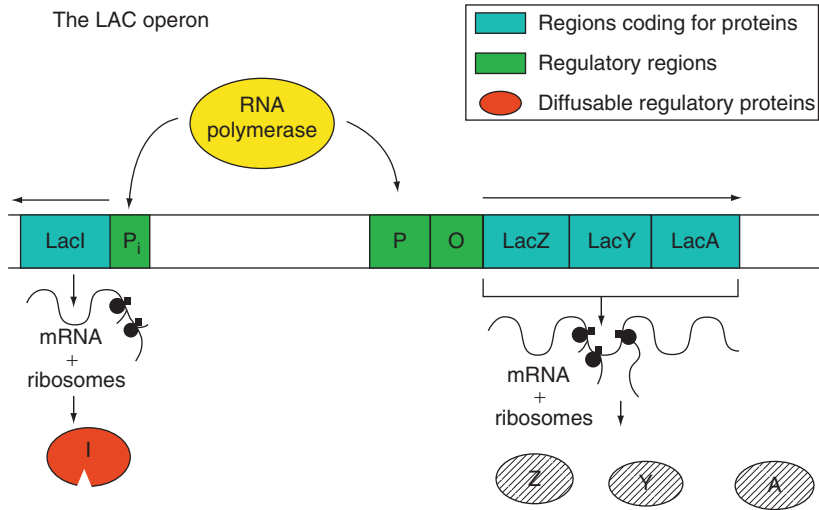 The LAC operon
Regions coding for proteins
Regulatory regions
Diffusable regulatory proteins
RNA
polymerase
LacI
Pi
P
O
LacZ
LacY
LacA
mRNA
+
ribosomes
I
mRNA
+
ribosomes
Z
Y
A